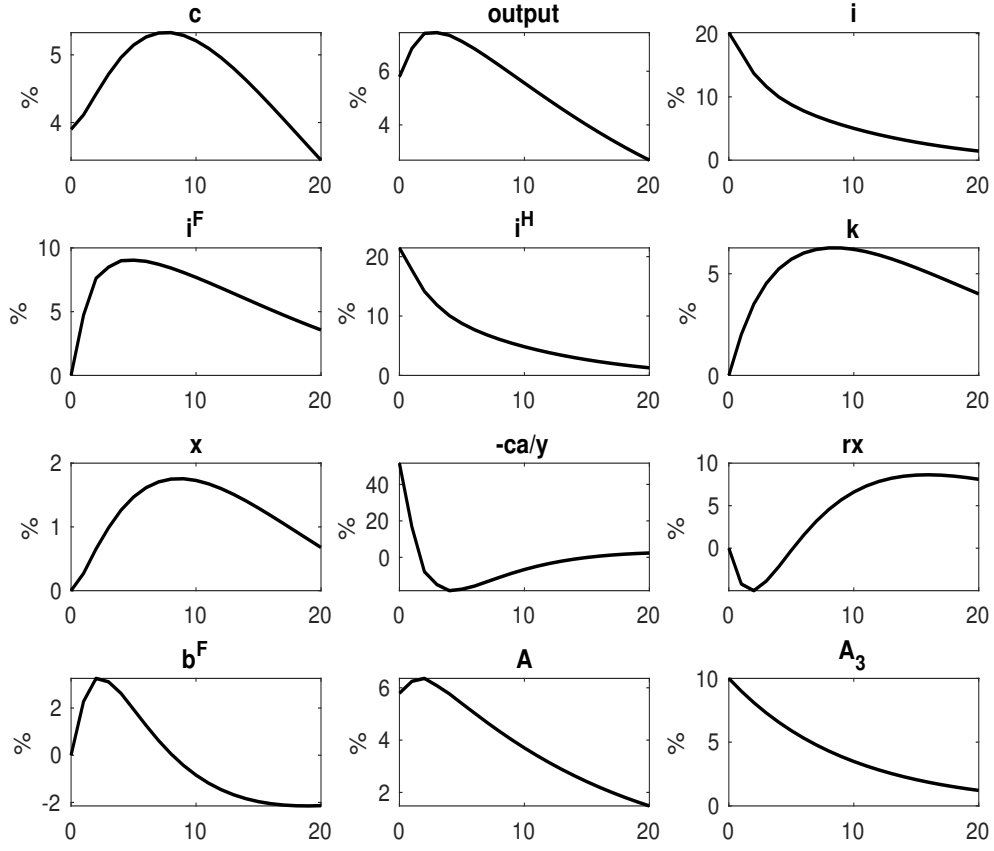 c output i
% 5 4 0 10 20
% 6 4 0 10 20
% 20 10 0 0 10 20
i^F i^H k
% 10 5 0 0 10 20
% 20 10 0 0 10 20
% 5 0 0 10 20
x -ca/y rx
% 2 1 0 0 10 20
% 40 20 0 0 10 20
% 10 5 0 0 10 20
b^F A A_3
% 2 0 -2 0 10 20
% 6 4 2 0 10 20
% 10 5 0 0 10 20